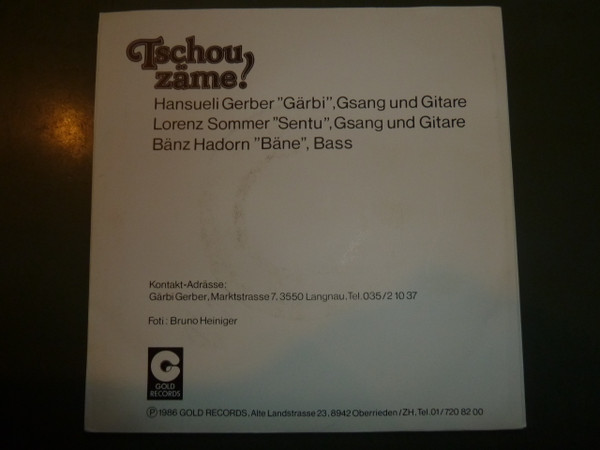 Tschou
zäme!
Hansueli Gerber "Gärbi", Gsang und Gitare
Lorenz Sommer "Sentu", Gsang und Gitare
Bänz Hadorn "Bäne", Bass
Kontakt-Adrässe:
Gärbi Gerber, Marktstrasse 7, 3550 Langnau, Tel. 035/2 10 37
Foti: Bruno Heiniger
GOLD
RECORDS
Ⓟ 1986 GOLD RECORDS, Alte Landstrasse 23, 8942 Oberrieden/ZH, Tel. 01/720 82 00